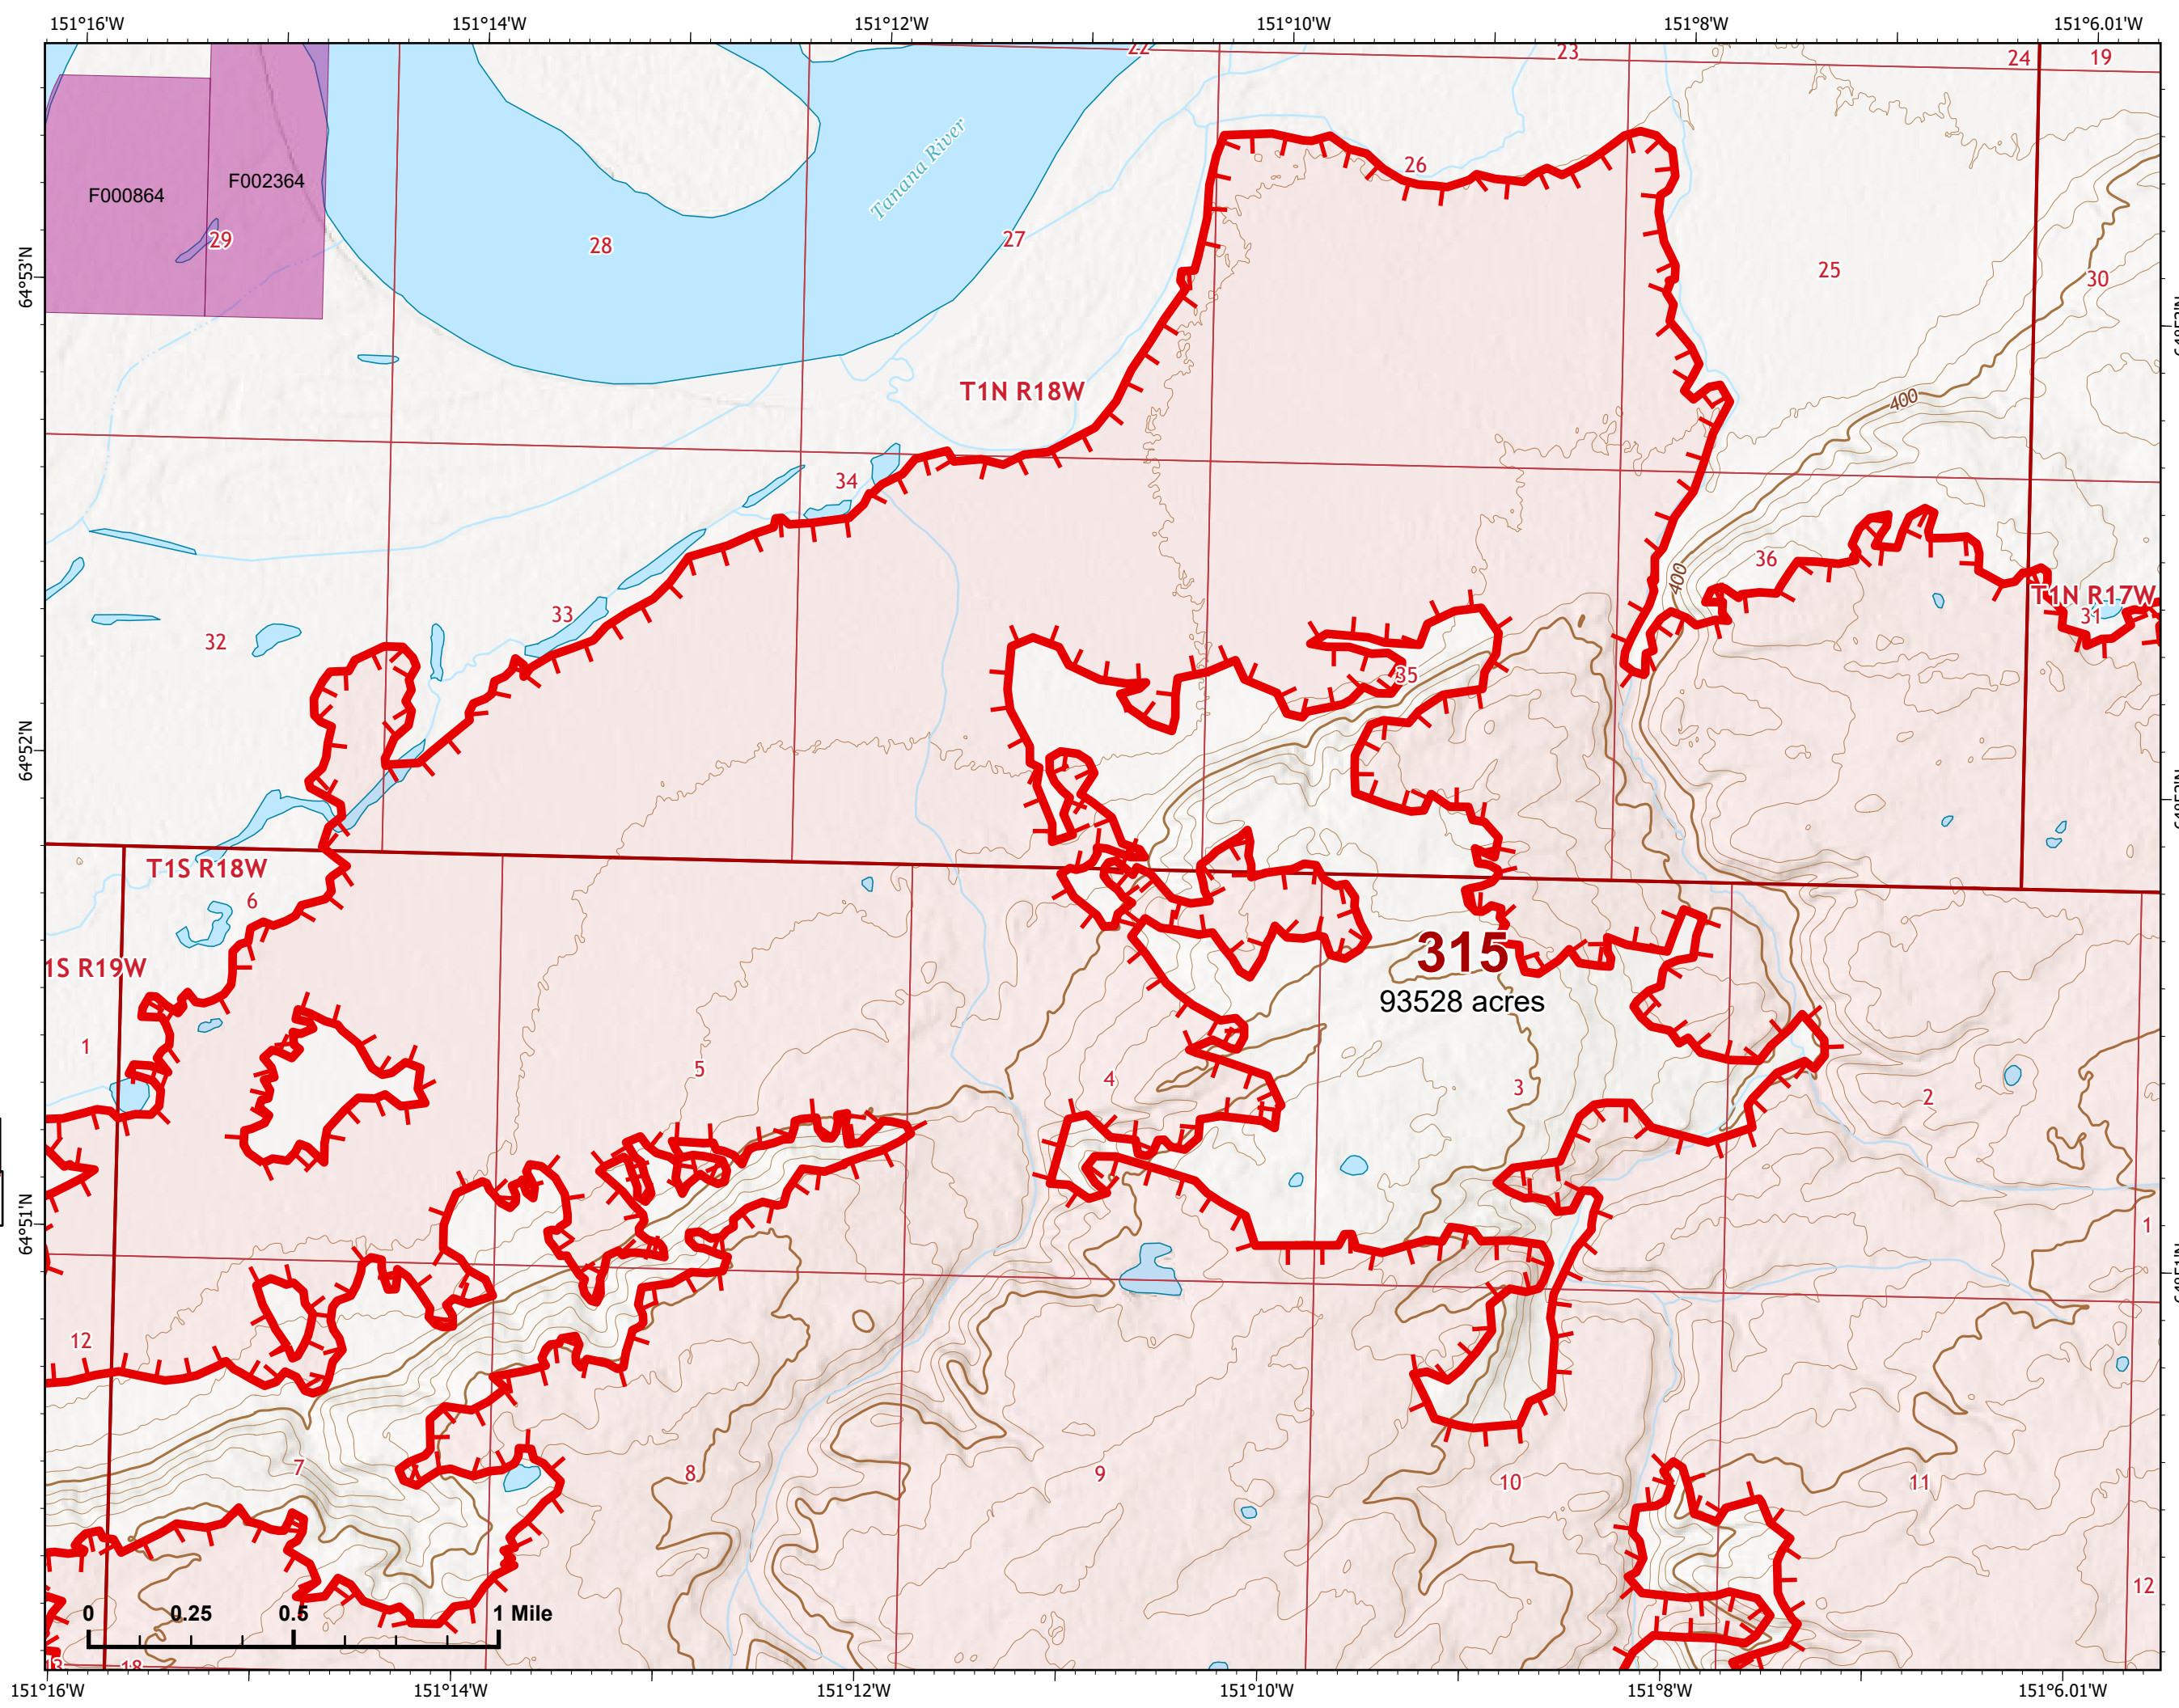 151°16'W 151°14'W 151°12'W 151°10'W 151°8'W 151°6.01'W
22 23 24 19
64°53'N
F000864 F002364
Tanana River
26
29 28 27 25 30
T1N R18W
400
34
33 36
400
T1N R17W
31
32
35
64°52'N
T1S R18W
6
1S R19W
315
93528 acres
1 5 4 3 2
64°51'N
1
12
7 8 9 10 11
12
0 0.25 0.5 1 Mile
13 18
151°16'W 151°14'W 151°12'W 151°10'W 151°8'W 151°6.01'W